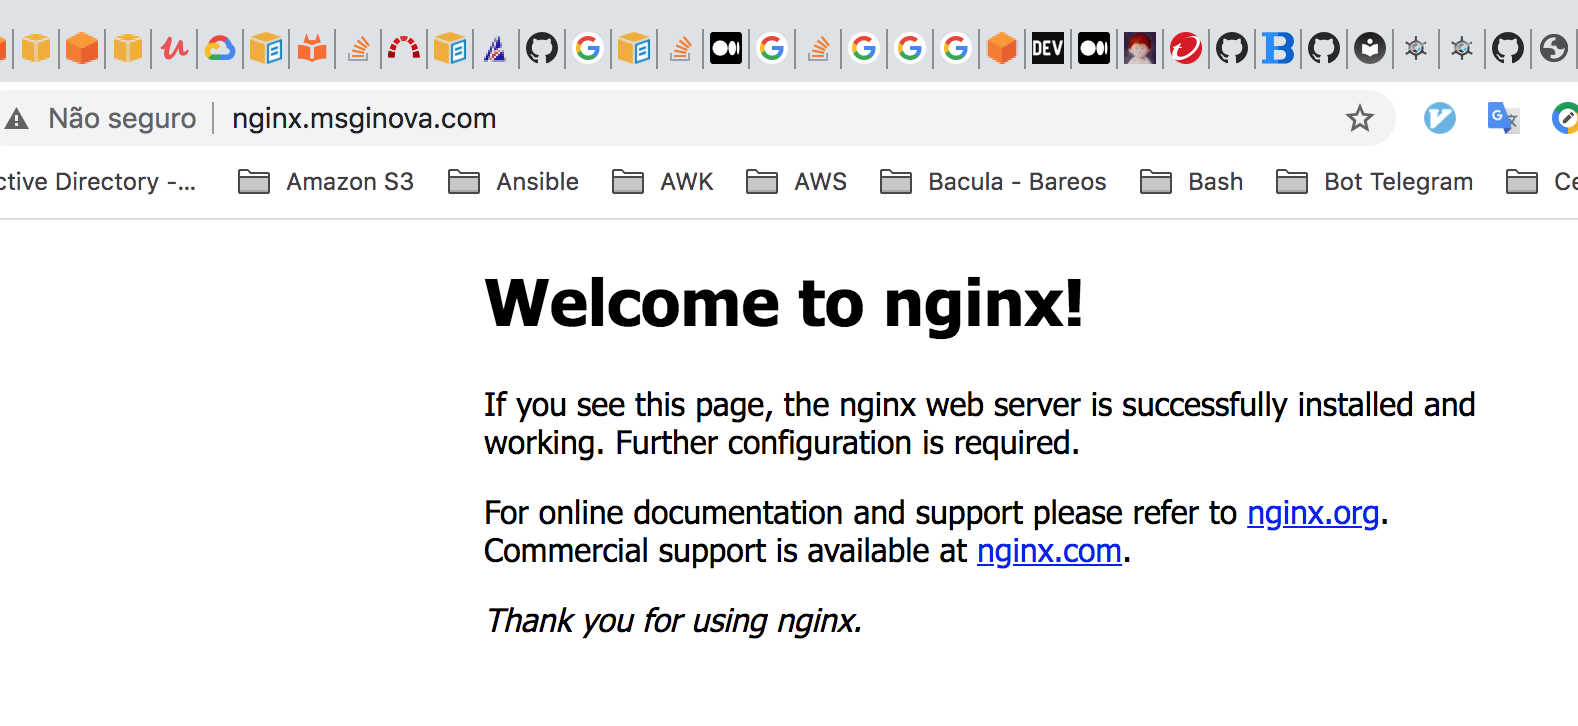 DEV
Não seguro
nginx.msginova.com
ctive Directory -... Amazon S3 Ansible AWK AWS Bacula - Bareos Bash Bot Telegram Ce
Welcome to nginx!
If you see this page, the nginx web server is successfully installed and
working. Further configuration is required.
For online documentation and support please refer to nginx.org.
Commercial support is available at nginx.com.
Thank you for using nginx.